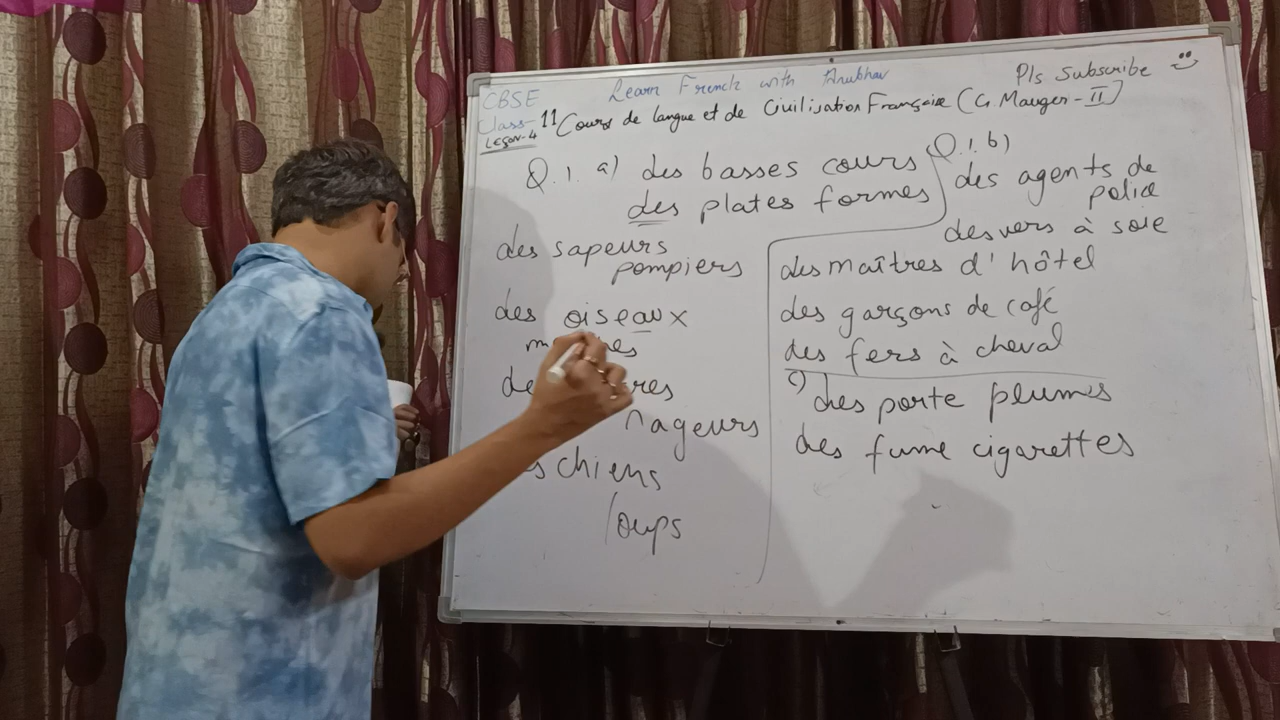 CBSE
Learn French with Anubhav
Pls Subscribe
Class-11 Cours de langue et de Civilisation Française (G. Mauger-II)
Leçon-4
Q.1. a) des basses cours
des plates formes
des sapeurs
pompiers
des oiseaux
des
nageurs
chiens
loups
Q.1.b)
des agents de
police
des vers à soie
des maîtres d'hôtel
des garçons de café
des fers à cheval
c) des porte plumes
des fume cigarettes